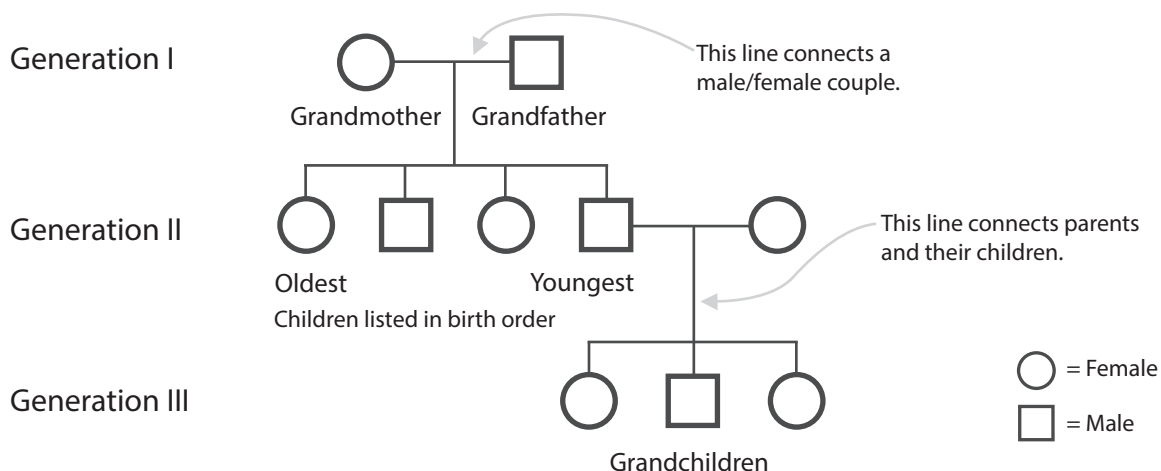 Generation I
This line connects a
male/female couple.
Grandmother
Grandfather
Generation II
This line connects parents
and their children.
Oldest
Youngest
Children listed in birth order
Generation III
= Female
= Male
Grandchildren